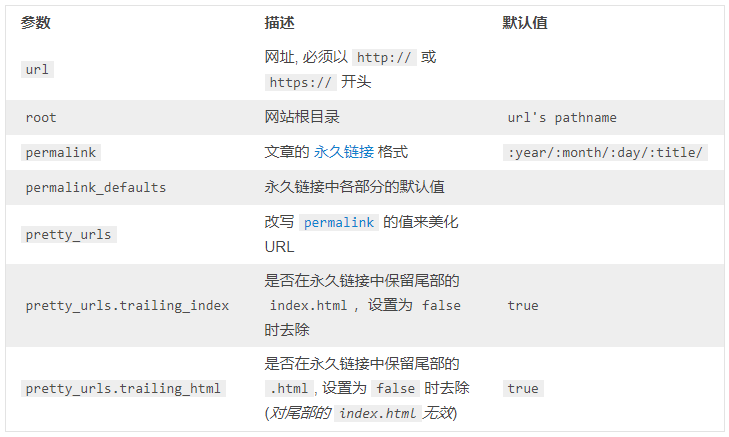 参数 描述 默认值
url 网址, 必须以 http:// 或
https:// 开头
root 网站根目录 url's pathname
permalink 文章的 永久链接 格式 :year/:month/:day/:title/
permalink_defaults 永久链接中各部分的默认值
pretty_urls 改写 permalink 的值来美化
URL
pretty_urls.trailing_index 是否在永久链接中保留尾部的
index.html ，设置为 false true
时去除
pretty_urls.trailing_html 是否在永久链接中保留尾部的
.html, 设置为 false 时去除 true
(对尾部的 index.html 无效)